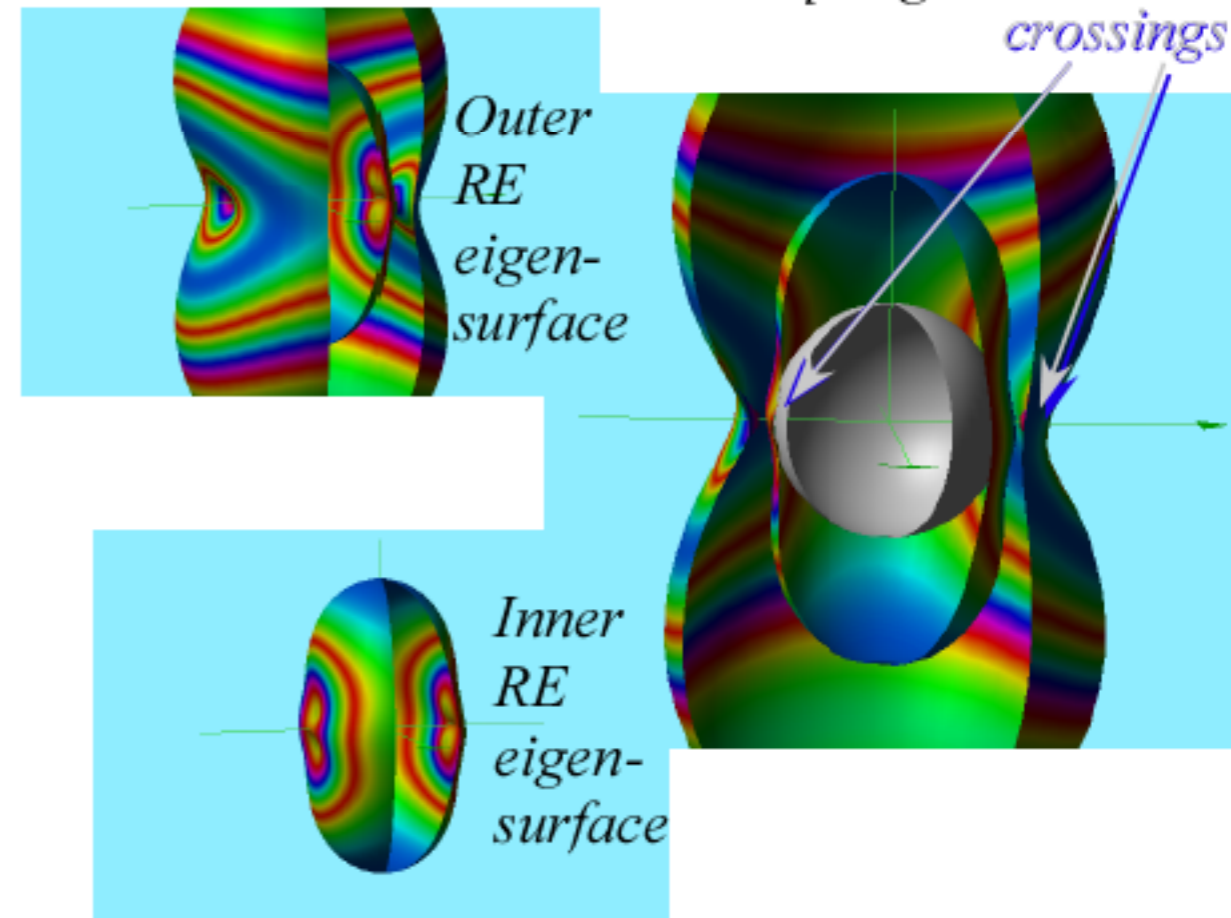 crossings
Outer
RE
eigen-
surface
Inner
RE
eigen-
surface